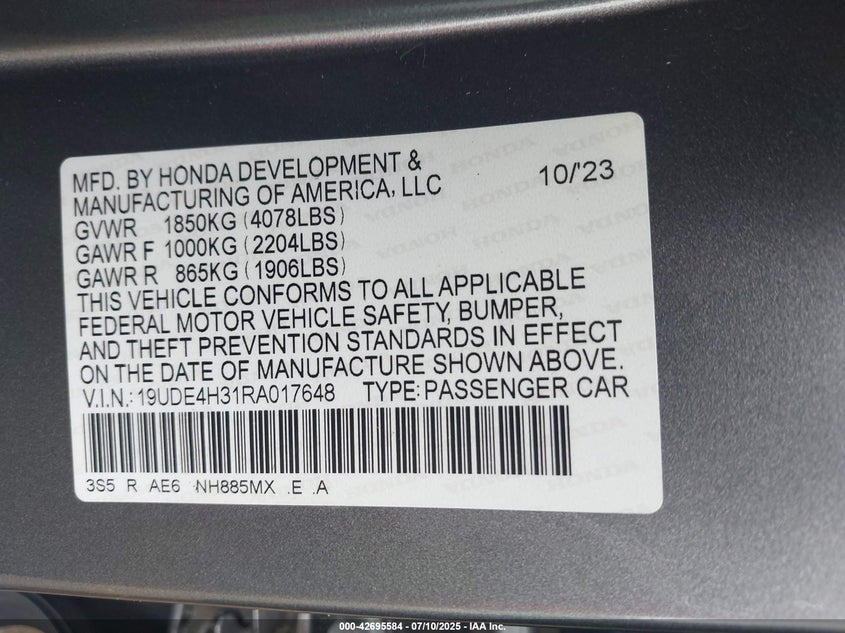 MFD. BY HONDA DEVELOPMENT & 10/'23
MANUFACTURING OF AMERICA, LLC
GVWR 1850KG (4078LBS)
GAWR F 1000KG (2204LBS)
GAWR R 865KG (1906LBS)
THIS VEHICLE CONFORMS TO ALL APPLICABLE
FEDERAL MOTOR VEHICLE SAFETY, BUMPER,
AND THEFT PREVENTION STANDARDS IN EFFECT
ON THE DATE OF MANUFACTURE SHOWN ABOVE.
V.I.N.: 19UDE4H31RA017648 TYPE: PASSENGER CAR
3S5 R AE6 NH885MX .E .A
HONDA
000-42695584 - 07/10/2025 - IAA Inc.